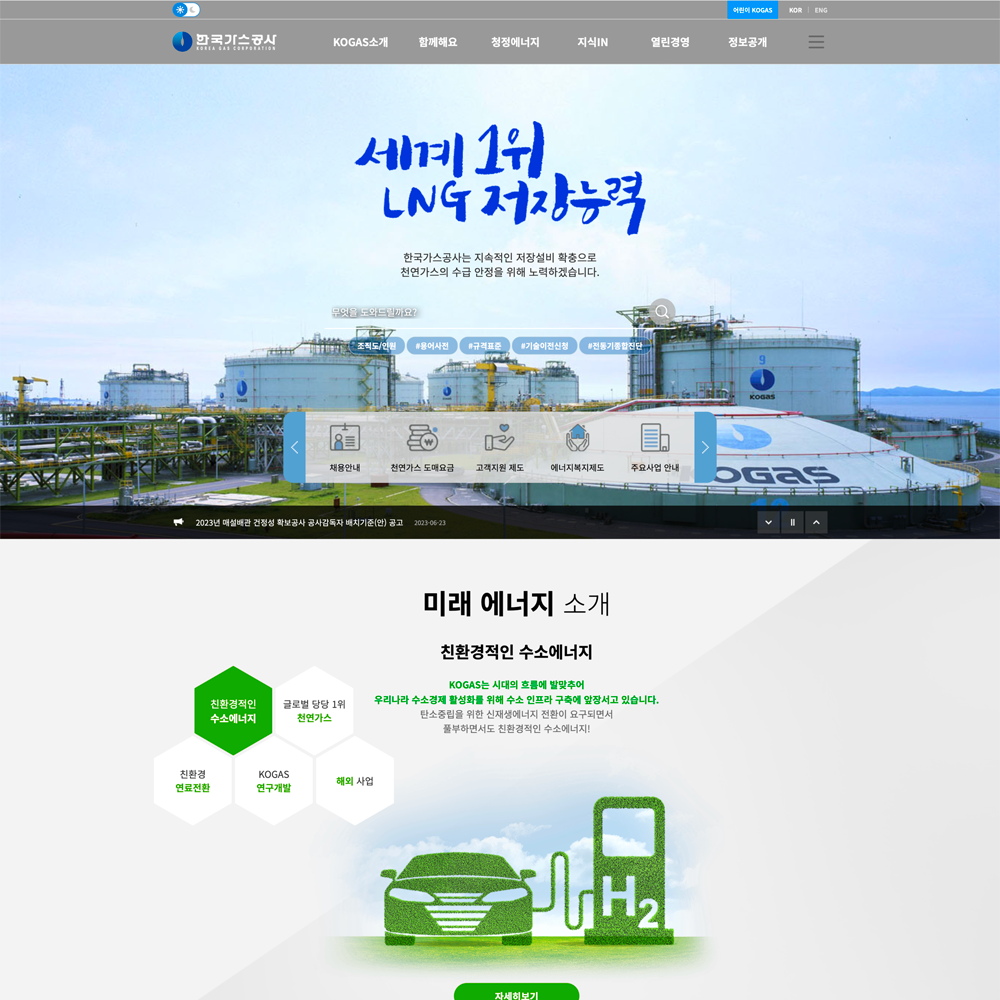 어린이 KOGAS
KOR
ENG
한국가스공사
KOREA GAS CORPORATION
KOGAS소개
함께해요
청정에너지
지식IN
열린경영
정보공개
세계 1위
LNG 저장능력
한국가스공사는 지속적인 저장설비 확충으로
천연가스의 수급 안정을 위해 노력하겠습니다.
무엇을 도와드릴까요?
조직도/인원
#용어사전
#규격표준
#기술이전신청
#전동기종합진단
9
KOGAS
KOGAS
채용안내
천연가스 도매요금
고객지원 제도
에너지복지제도
주요사업 안내
2023년 매설배관 건정성 확보공사 공사감독자 배치기준(안) 공고
2023-06-23
미래 에너지 소개
친환경적인 수소에너지
KOGAS는 시대의 흐름에 발맞추어
우리나라 수소경제 활성화를 위해 수소 인프라 구축에 앞장서고 있습니다.
탄소중립을 위한 신재생에너지 전환이 요구되면서
풀부하면서도 친환경적인 수소에너지!
친환경적인
수소에너지
글로벌 당당 1위
천연가스
친환경
연료전환
KOGAS
연구개발
해외 사업
H2
자세히보기